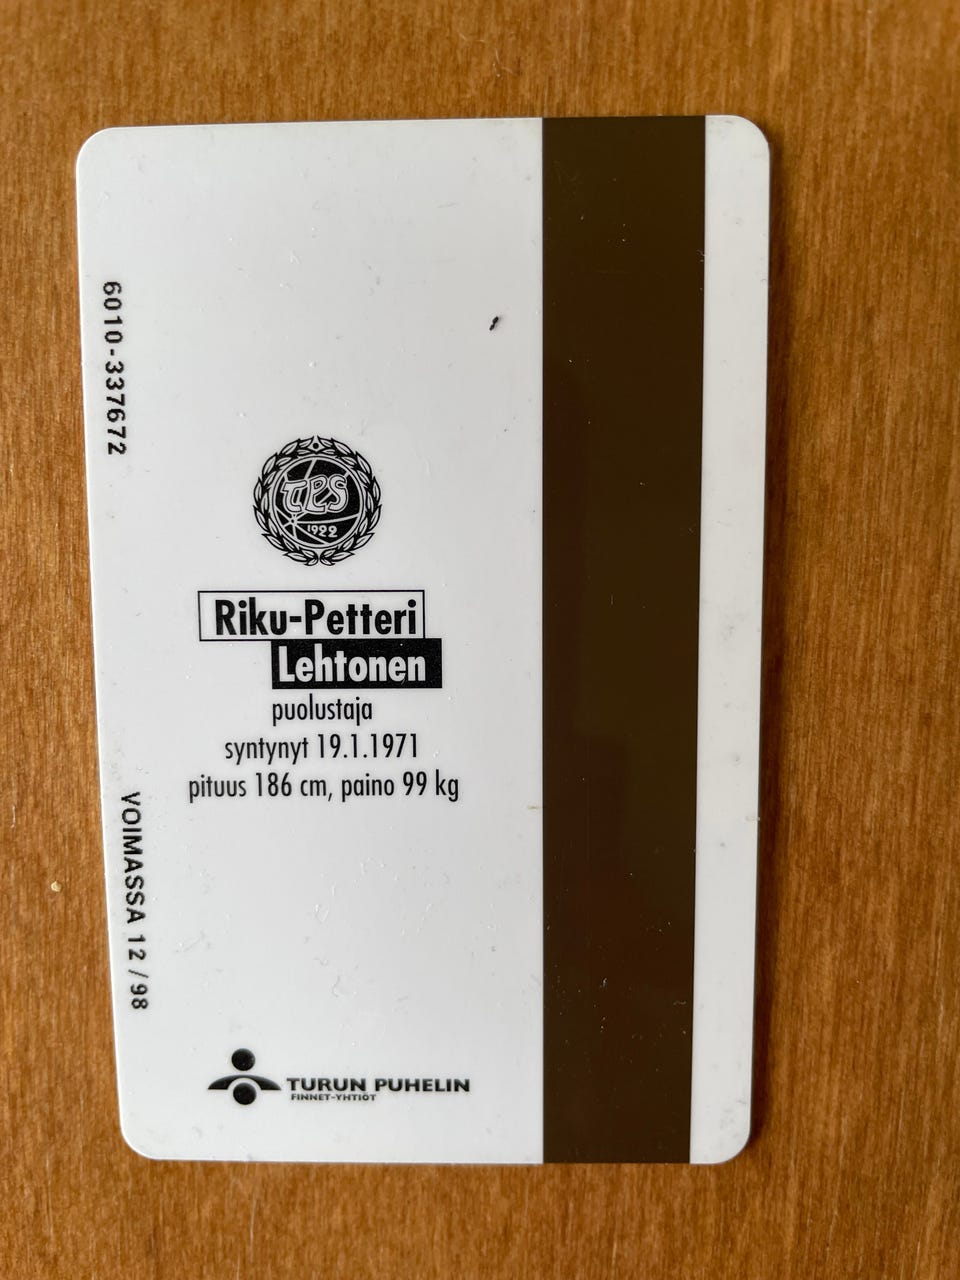 6010-337672
TPS
1922
Riku-Petteri
Lehtonen
puolustaja
syntynyt 19.1.1971
pituus 186 cm, paino 99 kg
VOIMASSA 12/98
TURUN PUHELIN
FINNET-YHTIÖT